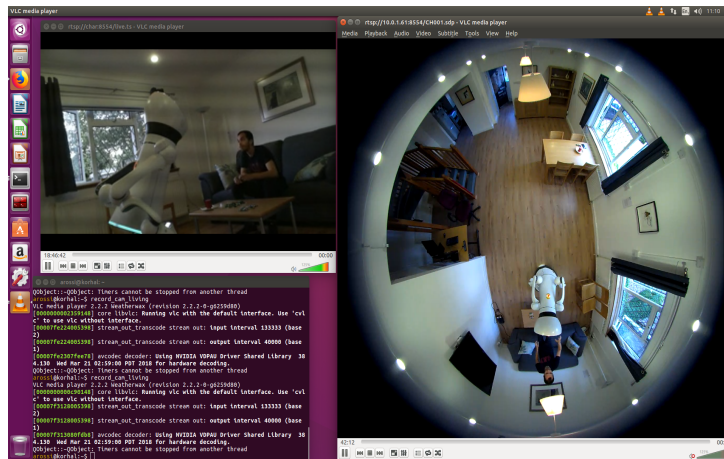 VLC media player
11:10
rtsp://char:8554/live.ts - VLC media player
18:46:42
00:00
rtsp://10.0.1.61:8554/CH001.sdp - VLC media player
Media Playback Audio Video Subtitle Tools View Help
42:12
00:
arossi@korhal: ~
QObject::~QObject: Timers cannot be stopped from another thread
arossi@korhal:~$ record_cam_living
VLC media player 2.2.2 Weatherwax (revision 2.2.2-0-g6259d80)
[0000000002359148] core libvlc: Running vlc with the default interface. Use 'cvl
c' to use vlc without interface.
[00007fe224005398] stream_out_transcode stream out: input interval 133333 (base
2)
[00007fe224005398] stream_out_transcode stream out: output interval 40000 (base
1)
[00007fe2307fee78] avcodec decoder: Using NVIDIA VDPAU Driver Shared Library  38
4.130  Wed Mar 21 02:59:00 PDT 2018 for hardware decoding.
QObject::~QObject: Timers cannot be stopped from another thread
arossi@korhal:~$ record_cam_living
VLC media player 2.2.2 Weatherwax (revision 2.2.2-0-g6259d80)
[0000000000c90148] core libvlc: Running vlc with the default interface. Use 'cvl
c' to use vlc without interface.
[00007f3128005398] stream_out_transcode stream out: input interval 133333 (base
2)
[00007f3128005398] stream_out_transcode stream out: output interval 40000 (base
1)
[00007f313080fdb8] avcodec decoder: Using NVIDIA VDPAU Driver Shared Library  38
4.130  Wed Mar 21 02:59:00 PDT 2018 for hardware decoding.
QObject::~QObject: Timers cannot be stopped from another thread
arossi@korhal:~$